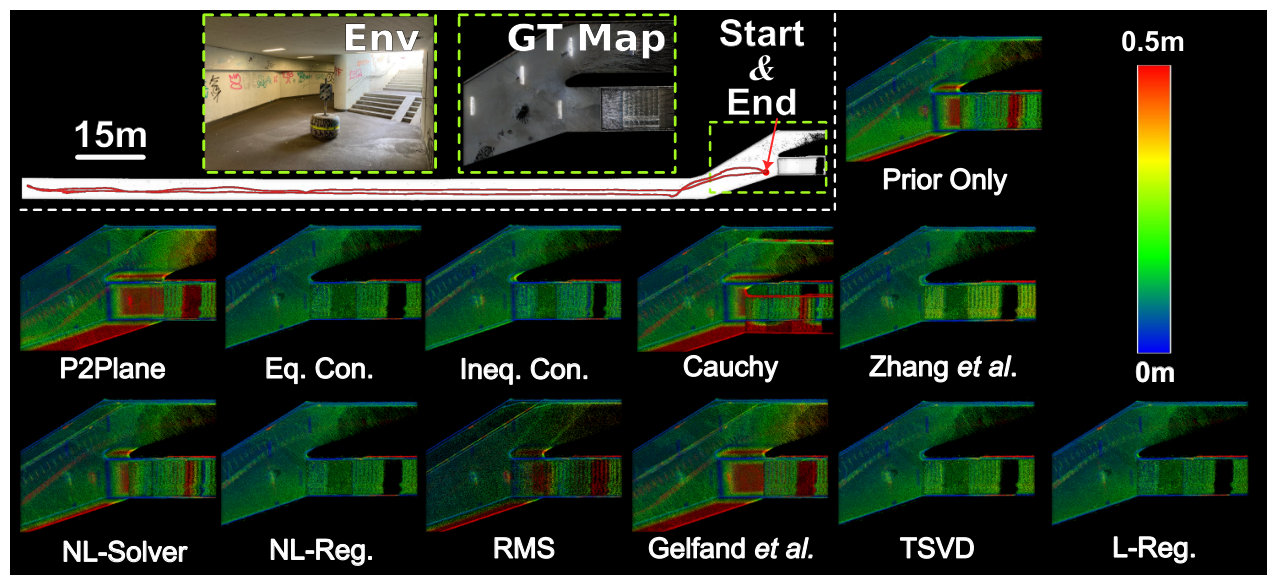 Env
GT Map
Start
&
End
15m
0.5m
0m
Prior Only
P2Plane
Eq. Con.
Ineq. Con.
Cauchy
Zhang et al.
NL-Solver
NL-Reg.
RMS
Gelfand et al.
TSVD
L-Reg.